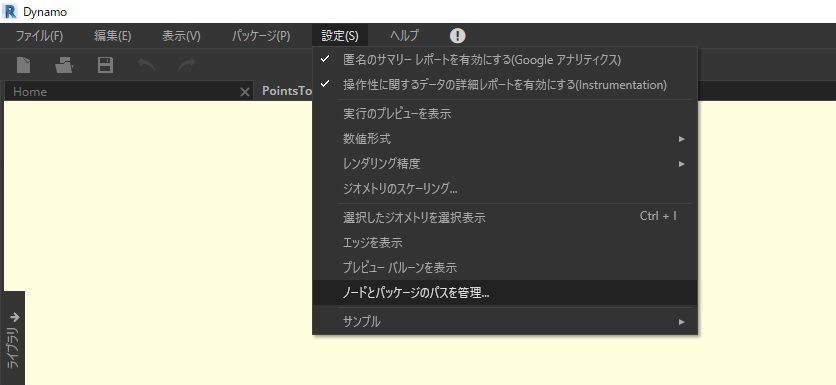 R Dynamo
ファイル(F) 編集(E) 表示(V) パッケージ(P) 設定(S) ヘルプ !
匿名のサマリー レポートを有効にする(Google アナリティクス)
操作性に関するデータの詳細レポートを有効にする(Instrumentation)
Home PointsTo
実行のプレビューを表示
数値形式
レンダリング精度
ジオメトリのスケーリング...
選択したジオメトリを選択表示 Ctrl + I
エッジを表示
プレビュー バルーンを表示
ノードとパッケージのパスを管理...
サンプル
ライブラリ